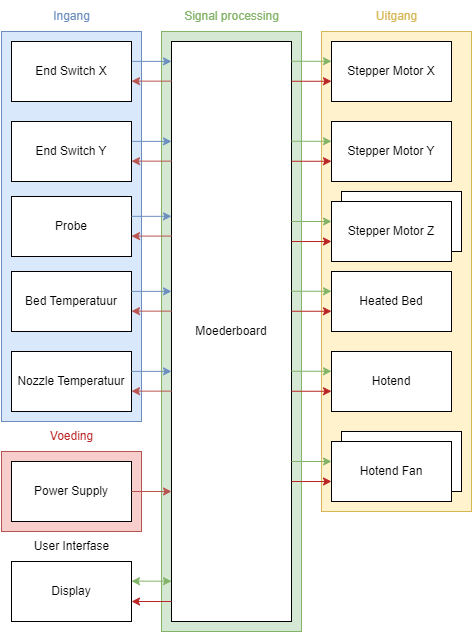 Ingang
Signal processing
Uitgang
End Switch X
End Switch Y
Probe
Bed Temperatuur
Nozzle Temperatuur
Voeding
Power Supply
User Interfase
Display
Moederboard
Stepper Motor X
Stepper Motor Y
Stepper Motor Z
Heated Bed
Hotend
Hotend Fan